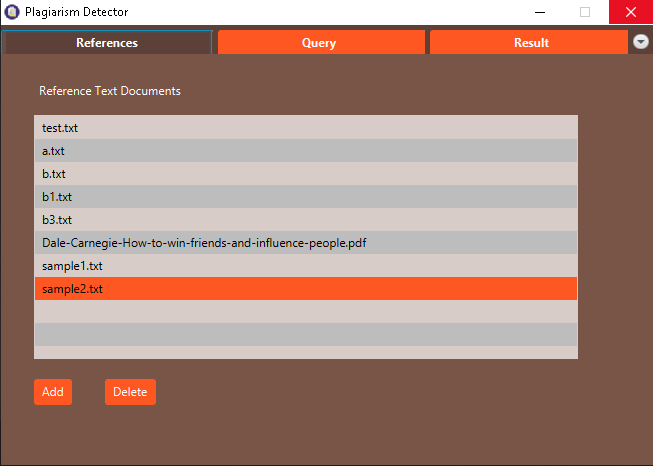 Plagiarism Detector
References Query Result
Reference Text Documents
test.txt
a.txt
b.txt
b1.txt
b3.txt
Dale-Carnegie-How-to-win-friends-and-influence-people.pdf
sample1.txt
sample2.txt
Add Delete